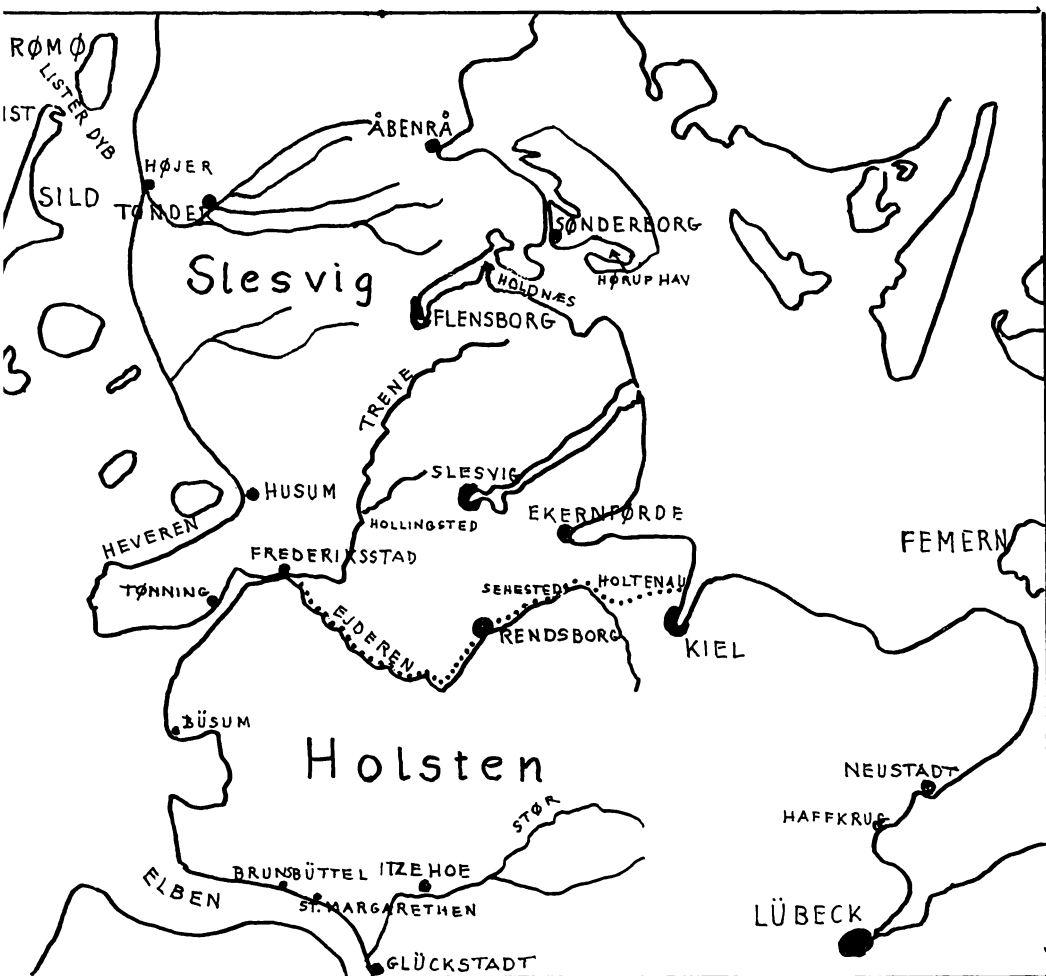 RØMØ
LISTER DYB
IST
ÅBENRÅ
HØJER
SILD
TØNDER
SØNDERBORG
Slesvig
HOLDNÆS
HØRUP HAV
FLENSBORG
TRENE
SLESVIG
HUSUM
HOLLINGSTED
EKERNFØRDE
HEVEREN
FREDERIKSSTAD
FEMERN
TØNNING
SEHESTED
HOLTENAU
EJDEREN
RENDSBORG
KIEL
BÜSUM
Holsten
NEUSTADT
STØR
HAFFKRUG
BRUNSBÜTTEL
ITZEHOE
ELBEN
ST. MARGARETHEN
LÜBECK
GLÜCKSTADT